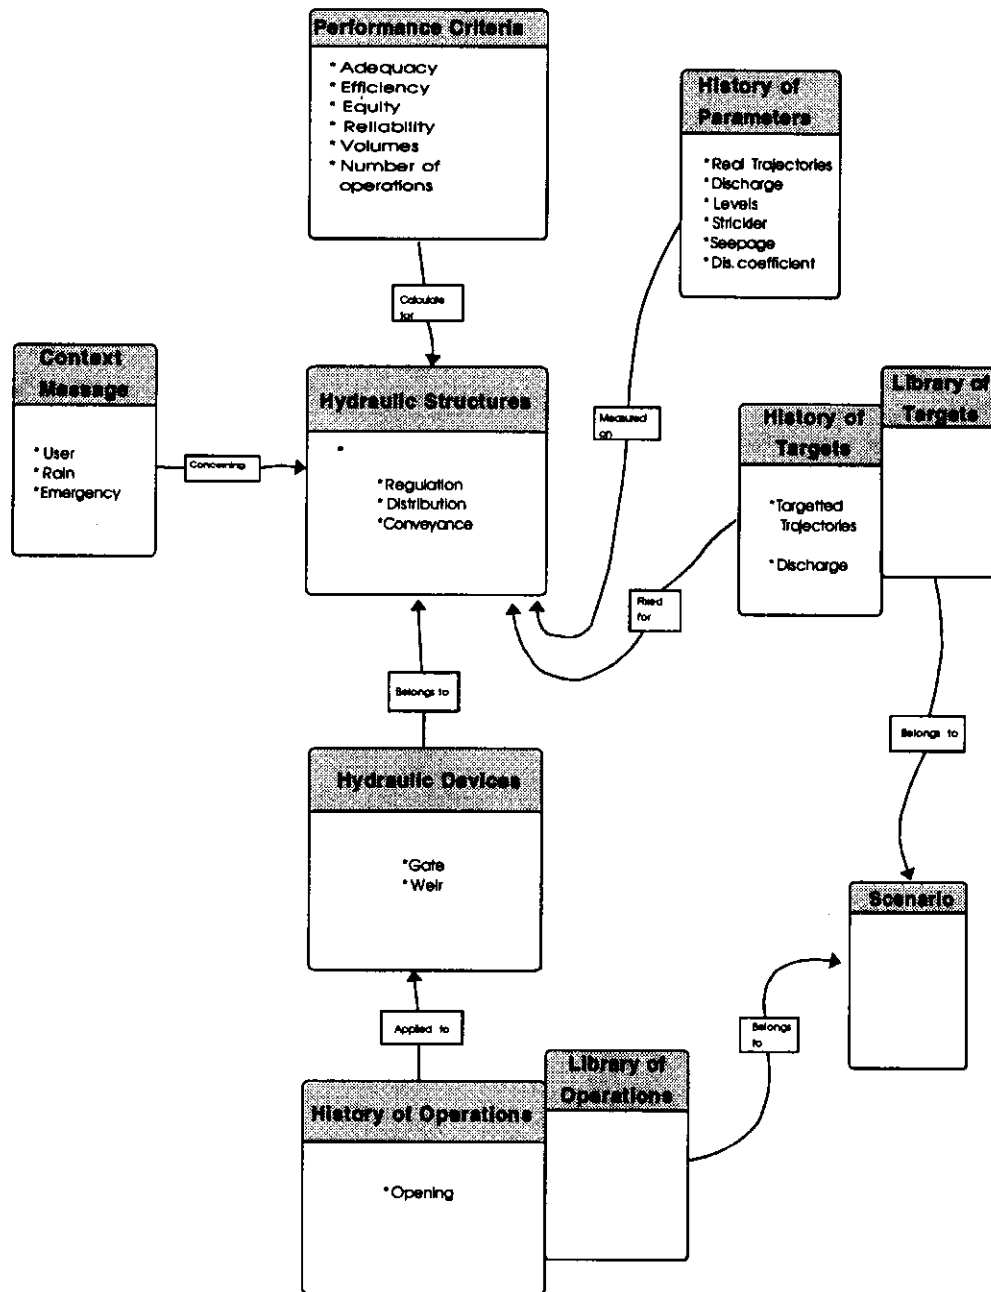 Performance Criteria
* Adequacy
* Efficiency
* Equity
* Reliability
* Volumes
* Number of
operations
History of
Parameters
* Real Trajectories
* Discharge
* Levels
* Strickler
* Seepage
* Dis. coefficient
Calculate
for
Context
Message
* User
* Rain
* Emergency
Concerning
Hydraulic Structures
*
* Regulation
* Distribution
* Conveyance
Measured
on
History of
Targets
* Targetted
Trajectories
* Discharge
Library of
Targets
Fixed
for
Belongs to
Belongs to
Hydraulic Devices
* Gate
* Weir
Scenario
Applied to
Belongs
to
History of Operations
* Opening
Library of
Operations